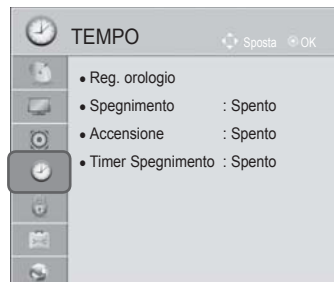 TEMPO
Sposta OK
• Reg. orologio
• Spegnimento : Spento
• Accensione : Spento
• Timer Spegnimento : Spento